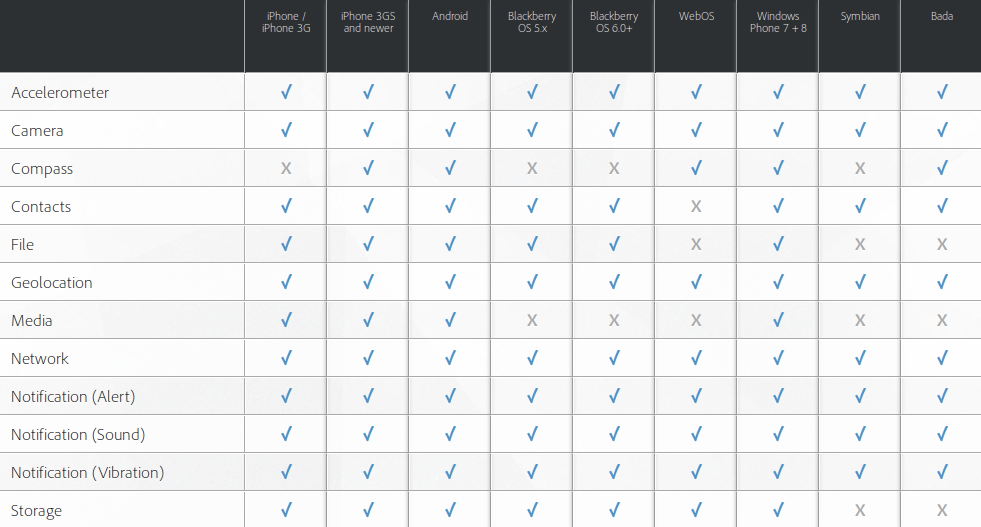 iPhone / iPhone 3GS Android Blackberry Blackberry WebOS Windows Symbian Bada
iPhone 3G and newer OS 5.x OS 6.0+ Phone 7 + 8
Accelerometer √ √ √ √ √ √ √ √ √
Camera √ √ √ √ √ √ √ √ √
Compass X √ √ X X √ √ X √
Contacts √ √ √ √ √ X √ √ √
File √ √ √ √ √ X √ X X
Geolocation √ √ √ √ √ √ √ √ √
Media √ √ √ X X X √ X X
Network √ √ √ √ √ √ √ √ √
Notification (Alert) √ √ √ √ √ √ √ √ √
Notification (Sound) √ √ √ √ √ √ √ √ √
Notification (Vibration) √ √ √ √ √ √ √ √ √
Storage √ √ √ √ √ √ √ X X